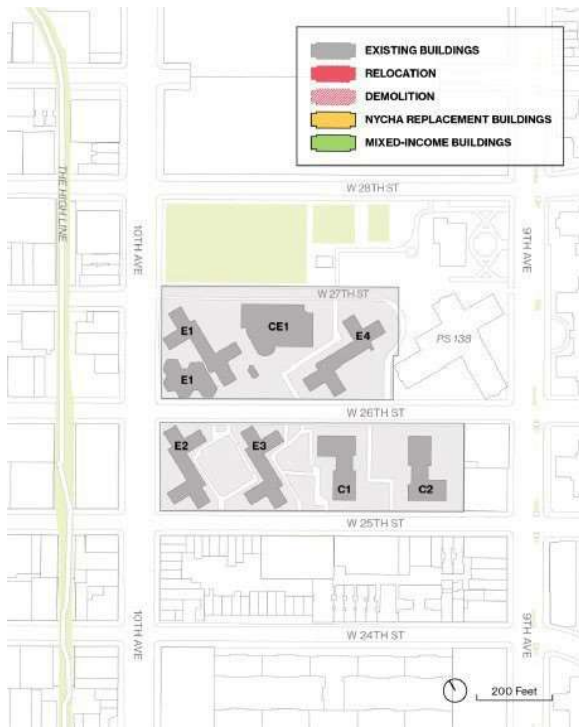 EXISTING BUILDINGS
RELOCATION
DEMOLITION
NYCHA REPLACEMENT BUILDINGS
MIXED-INCOME BUILDINGS
W 28TH ST
THE HIGH LINE
10TH AVE
9TH AVE
W 27TH ST
E1
CE1
E4
PS 138
E1
W 26TH ST
E2
E3
C1
C2
W 25TH ST
10TH AVE
9TH AVE
W 24TH ST
200 Feet